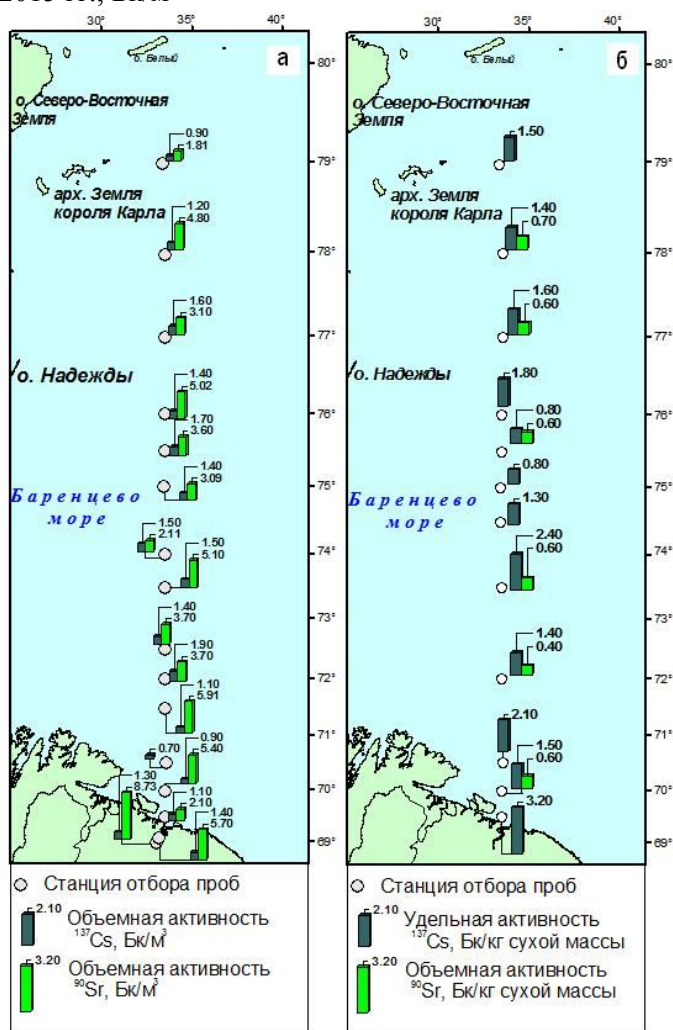 30° 35° 40° 30° 35° 40°
а
о. Белый
80°
о. Северо-Восточная
Земля
0.90
1.81
79°
арх. Земля
короля Карла
1.20
4.80
78°
1.60
3.10
77°
о. Надежды
1.40
5.02
76°
1.70
3.60
1.40
3.09
75°
Баренцево
море
1.50
2.11
74°
1.50
5.10
73°
1.40
3.70
1.90
3.70
72°
1.10
5.91
71°
0.70
0.90
5.40
70°
1.30
8.73
1.10
2.10
1.40
5.70
69°
Станция отбора проб
2.10 Объемная активность
¹³⁷Cs, Бк/м³
3.20 Объемная активность
⁹⁰Sr, Бк/м³
б
о. Белый
80°
о. Северо-Восточная
Земля
1.50
79°
арх. Земля
короля Карла
1.40
0.70
78°
1.60
0.60
77°
о. Надежды
1.80
76°
0.80
0.60
0.80
75°
Баренцево
море
1.30
74°
2.40
0.60
73°
1.40
0.40
72°
2.10
71°
1.50
0.60
70°
3.20
69°
Станция отбора проб
2.10 Удельная активность
¹³⁷Cs, Бк/кг сухой массы
3.20 Объемная активность
⁹⁰Sr, Бк/кг сухой массы